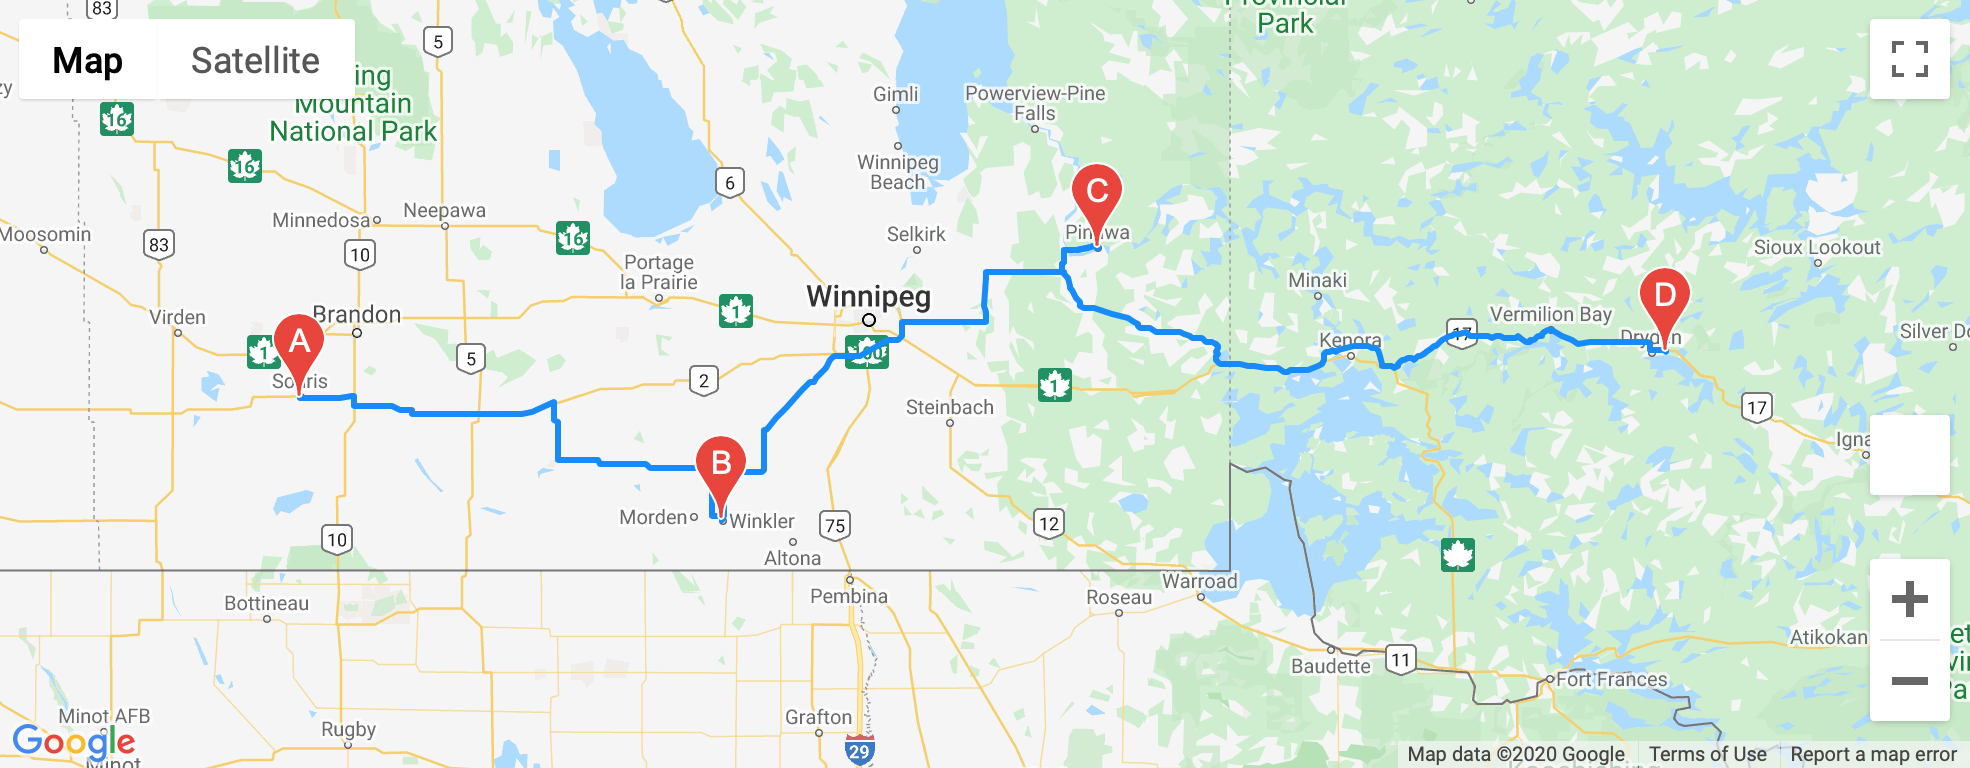 83
Provincial
Park
Map
Satellite
5
Mountain
National Park
16
16
Gimli
Powerview-Pine
Falls
Winnipeg
Beach
6
C
Minnedosa
Neepawa
16
Selkirk
Pinawa
Moosomin
83
10
Portage
la Prairie
Sioux Lookout
Minaki
D
Winnipeg
Virden
Brandon
1
Vermilion Bay
17
Dryden
Silver Do
1
A
5
100
Kenora
Souris
2
1
Steinbach
17
Igna
B
Morden
Winkler
75
12
10
Altona
Warroad
Bottineau
Pembina
Roseau
Atikokan
Baudette
11
Fort Frances
Minot AFB
Grafton
Rugby
Google
29
Minot
Map data ©2020 Google
Terms of Use
Report a map error